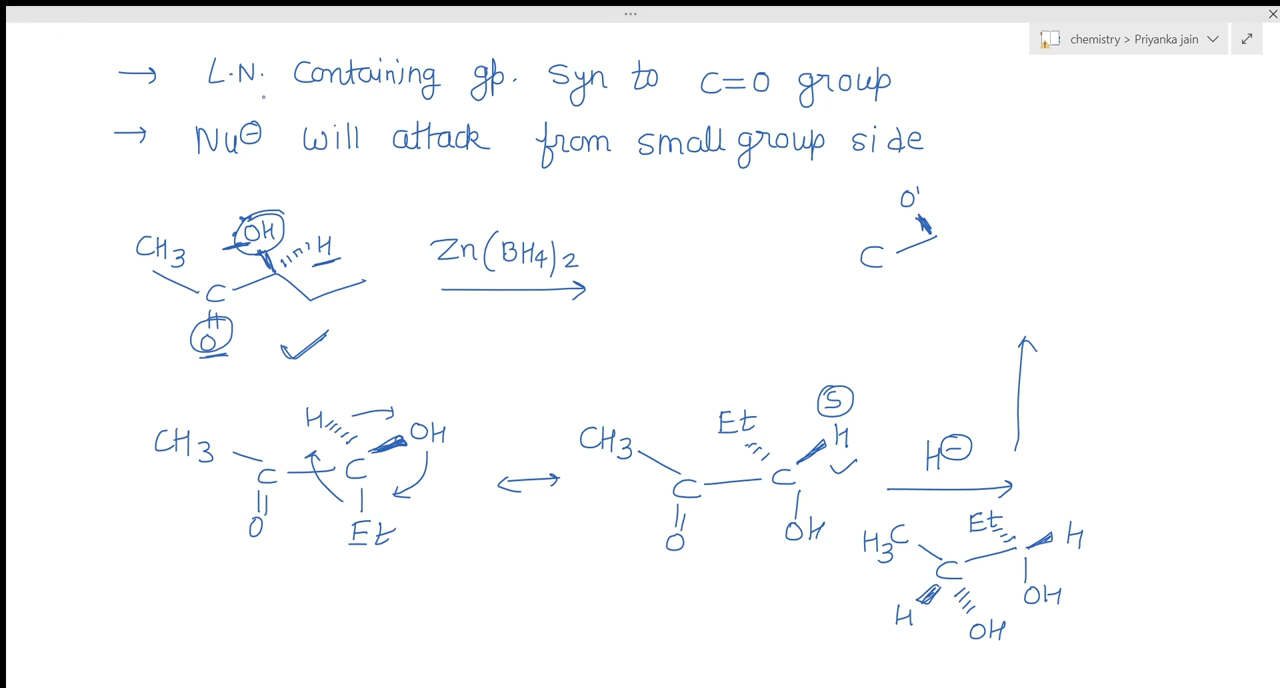 chemistry > Priyanka jain
→ L.N. Containing gp. Syn to C=O group
→ Nu⊖ will attack from small group side
O'
CH3 OH H Zn(BH4)2 C
C
O
S
H OH Et H
CH3 CH3 H⊖
C C C C
O Et O OH
Et H
H3C
C
OH
H OH